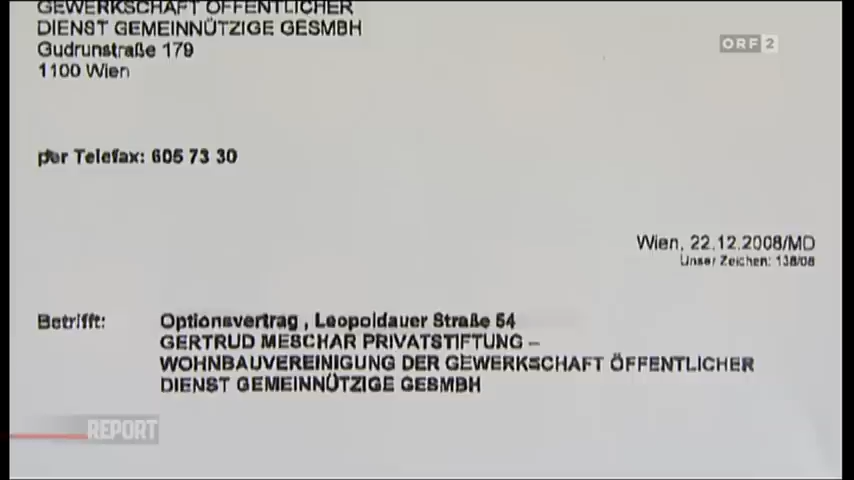 GEWERKSCHAFT ÖFFENTLICHER
DIENST GEMEINNÜTZIGE GESMBH
Gudrunstraße 179
1100 Wien
ORF 2
per Telefax: 605 73 30
Wien, 22.12.2008/MD
Unser Zeichen: 138/08
Betrifft: Optionsvertrag , Leopoldauer Straße 54
GERTRUD MESCHAR PRIVATSTIFTUNG –
WOHNBAUVEREINIGUNG DER GEWERKSCHAFT ÖFFENTLICHER
DIENST GEMEINNÜTZIGE GESMBH
REPORT